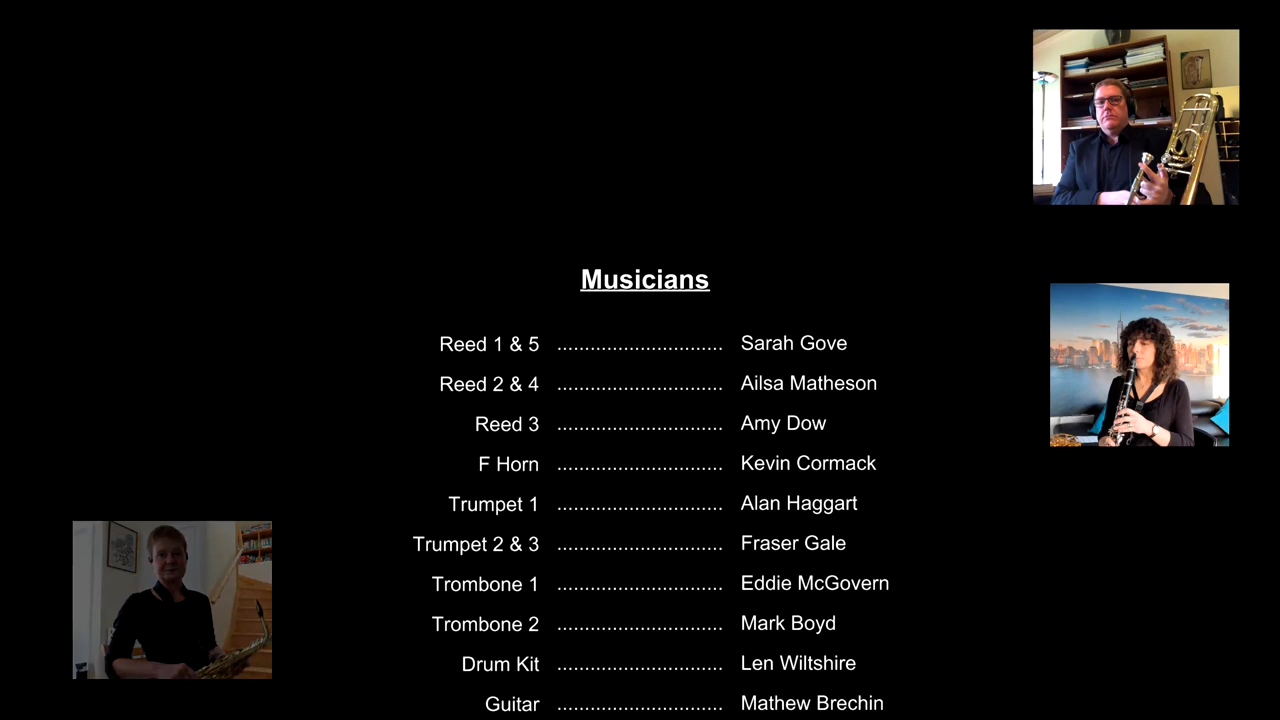 Musicians
Reed 1 & 5 .............................. Sarah Gove
Reed 2 & 4 .............................. Ailsa Matheson
Reed 3 .............................. Amy Dow
F Horn .............................. Kevin Cormack
Trumpet 1 .............................. Alan Haggart
Trumpet 2 & 3 .............................. Fraser Gale
Trombone 1 .............................. Eddie McGovern
Trombone 2 .............................. Mark Boyd
Drum Kit .............................. Len Wiltshire
Guitar .............................. Mathew Brechin